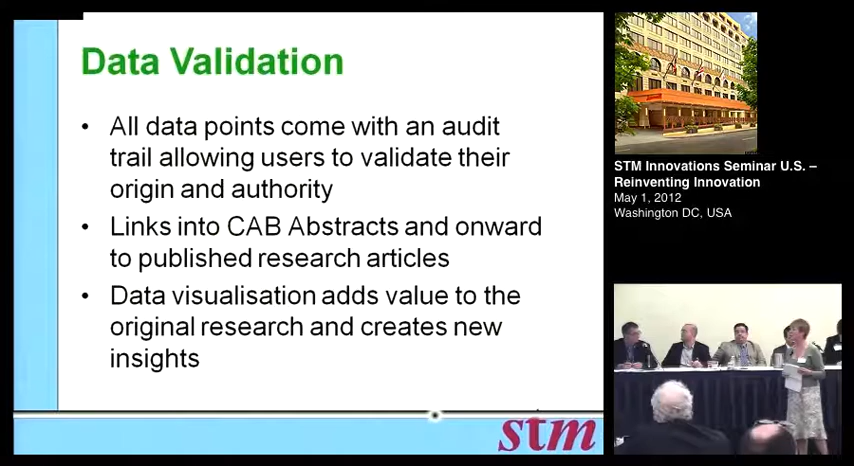 Data Validation
• All data points come with an audit
trail allowing users to validate their
origin and authority
• Links into CAB Abstracts and onward
to published research articles
• Data visualisation adds value to the
original research and creates new
insights
stm
STM Innovations Seminar U.S. –
Reinventing Innovation
May 1, 2012
Washington DC, USA